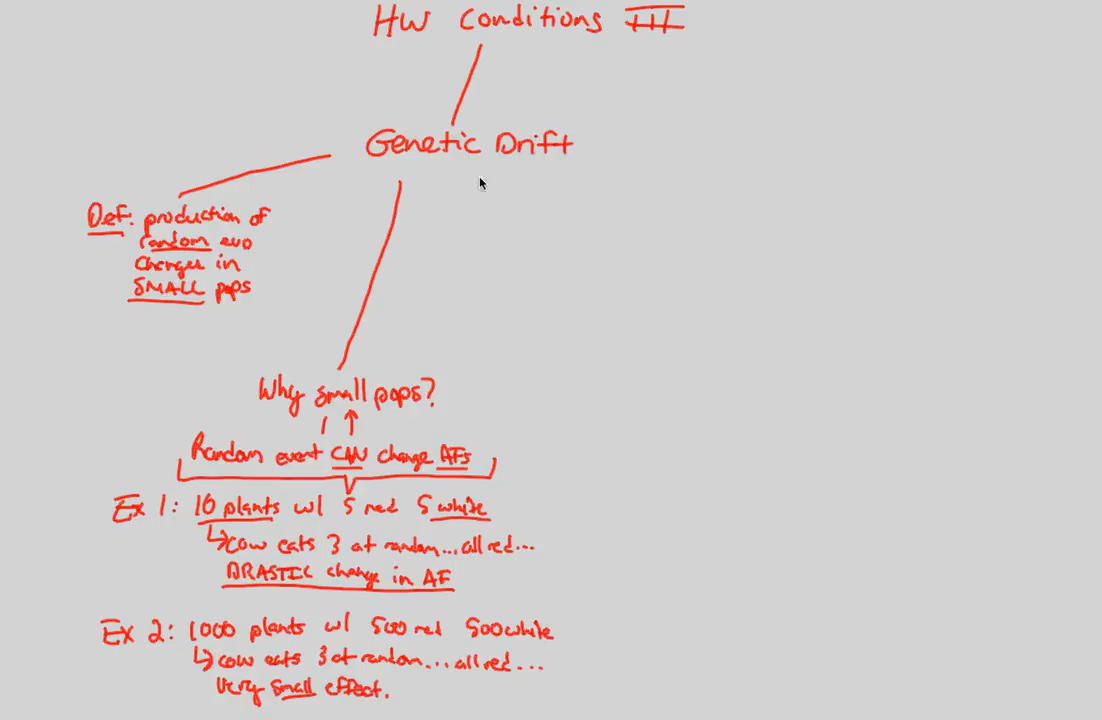 HW Conditions III
Genetic Drift
Def: production of
random evo
changes in
SMALL pops
Why small pops?
Random event CAN change AFs
Ex 1: 10 plants w/ 5 red 5 white
cow eats 3 at random...all red...
DRASTIC change in AF
Ex 2: 1000 plants w/ 500 red 500 white
cow eats 3 at random...all red...
very small effect.